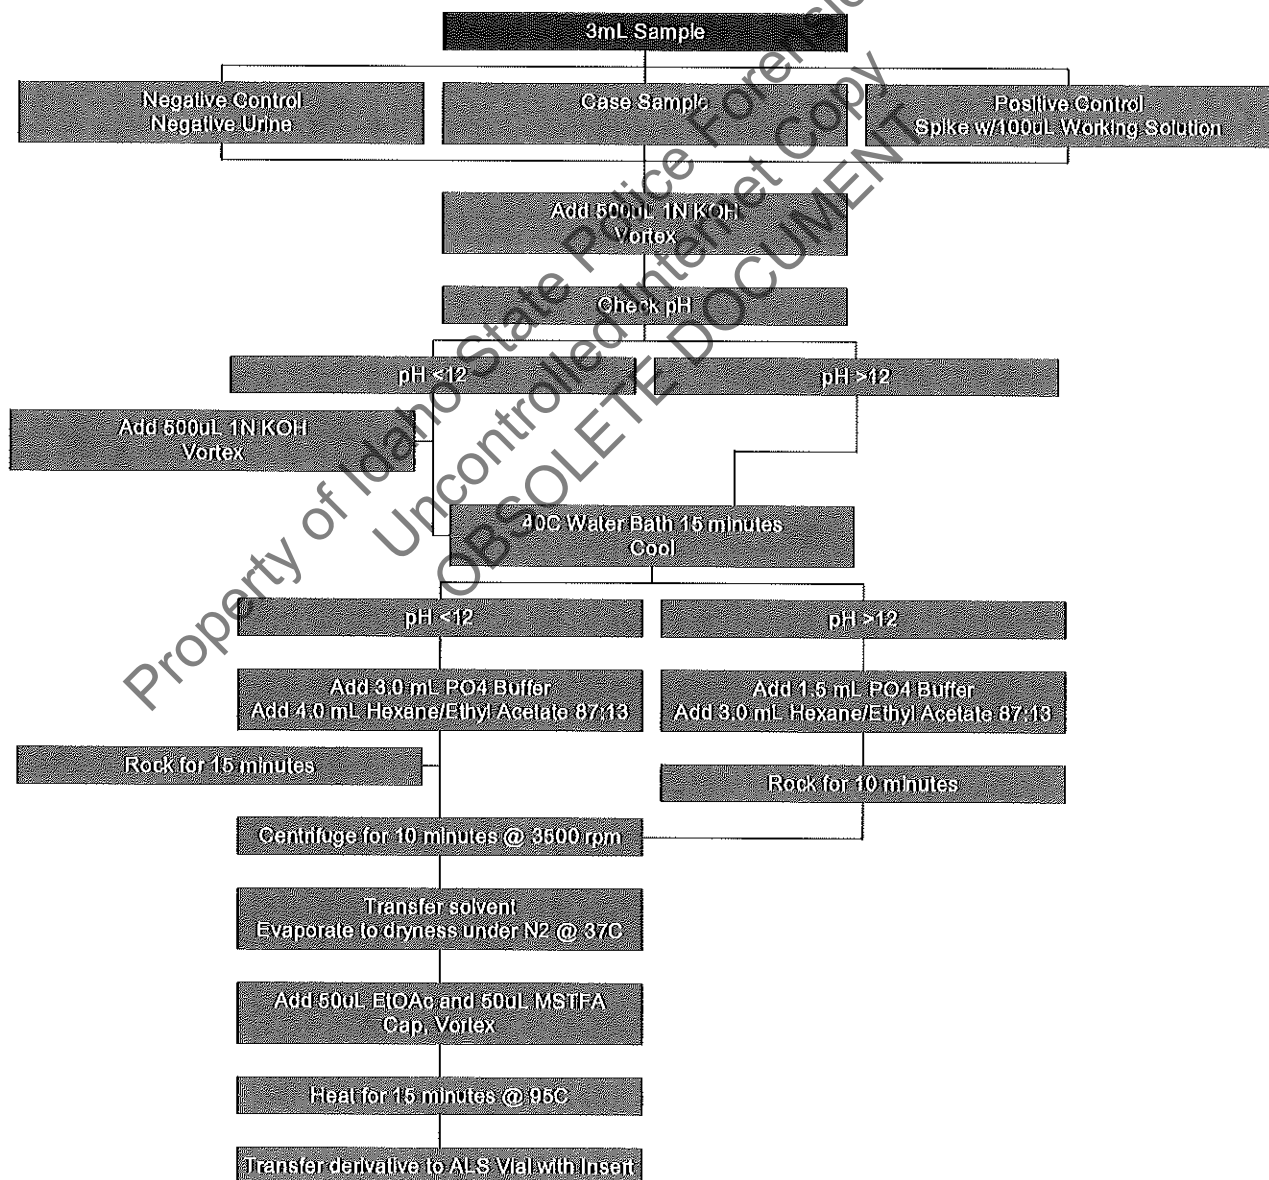 3mL Sample
Negative Control
Negative Urine
Case Sample
Positive Control
Spike w/100uL Working Solution
Add 500uL 1N KOH
Vortex
Check pH
pH <12
pH >12
Add 500uL 1N KOH
Vortex
40C Water Bath 15 minutes
Cool
pH <12
pH >12
Add 3.0 mL PO4 Buffer
Add 4.0 mL Hexane/Ethyl Acetate 87:13
Add 1.5 mL PO4 Buffer
Add 3.0 mL Hexane/Ethyl Acetate 87:13
Rock for 15 minutes
Rock for 10 minutes
Centrifuge for 10 minutes @ 3500 rpm
Transfer solvent
Evaporate to dryness under N2 @ 37C
Add 50uL EtOAc and 50uL MSTFA
Cap, Vortex
Heat for 15 minutes @ 95C
Transfer derivative to ALS Vial with Insert
Property of Idaho State Police Forensic
Uncontrolled Internet Copy
OBSOLETE DOCUMENT